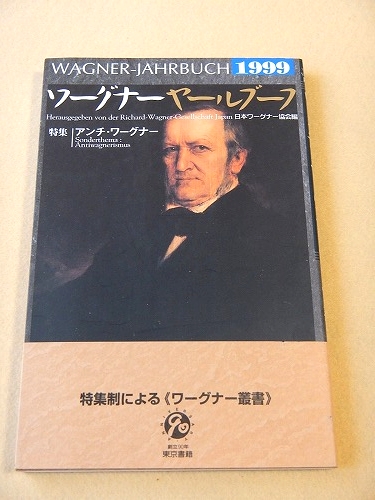 WAGNER-JAHRBUCH 1999
ワーグナーヤールブーフ
Herausgegeben von der Richard-Wagner-Gesellschaft Japan 日本ワーグナー協会編
特集 アンチ・ワーグナー
Sonderthema:
Antiwagnerismus
特集制による《ワーグナー叢書》
創立90年
東京書籍